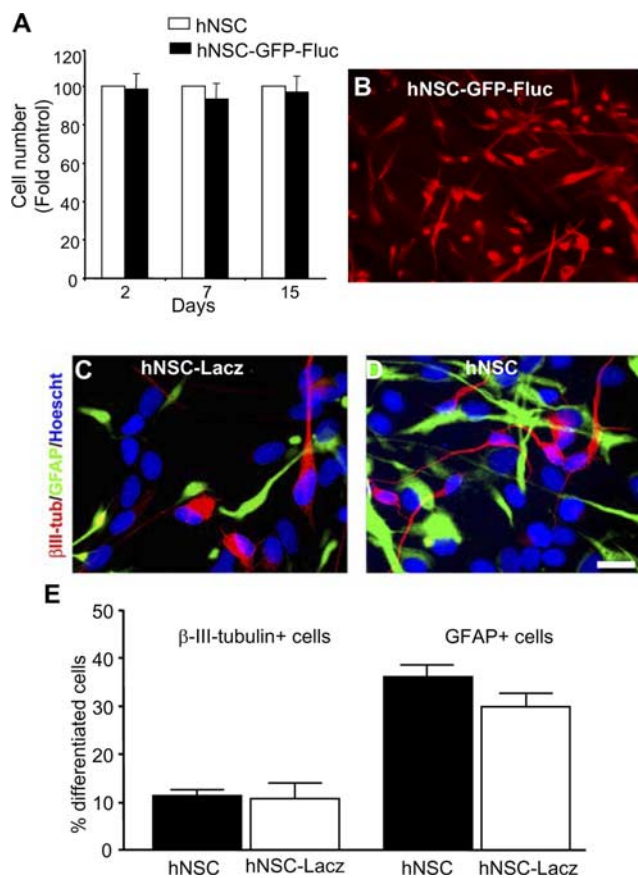 A
hNSC
hNSC-GFP-Fluc
Cell number
(Fold control)
120
100
80
60
40
20
0
2
7
15
Days
B
hNSC-GFP-Fluc
βIII-tub/GFAP/Hoescht
C
hNSC-Lacz
D
hNSC
E
% differentiated cells
50
40
30
20
10
0
β-III-tubulin+ cells
GFAP+ cells
hNSC
hNSC-Lacz
hNSC
hNSC-Lacz